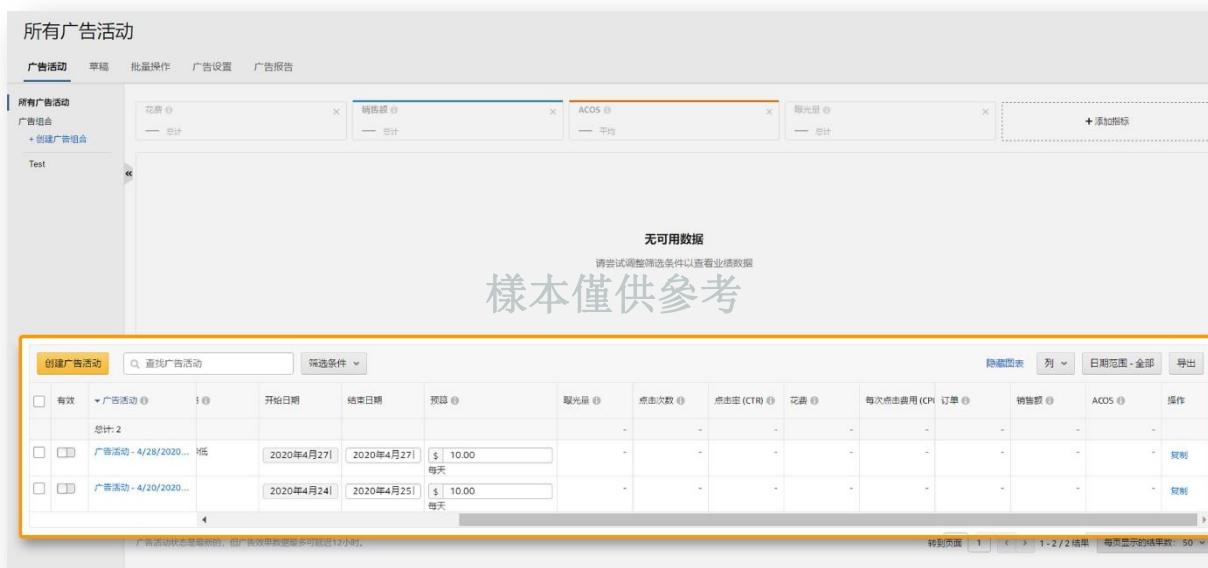 所有广告活动
广告活动 草稿 批量操作 广告设置 广告报告
所有广告活动
广告组合
+ 创建广告组合
Test
花费
— 总计
销售额
— 总计
ACOS
— 平均
曝光量
— 总计
+ 添加指标
无可用数据
请尝试调整筛选条件以查看业绩数据
樣本僅供參考
创建广告活动 查找广告活动 筛选条件 隐藏图表 列 日期范围 - 全部 导出
有效 广告活动 开始日期 结束日期 预算 曝光量 点击次数 点击率 (CTR) 花费 每次点击费用 (CP 订单 销售额 ACOS 操作
总计: 2 - - - - - - - -
广告活动 - 4/28/2020... 低 2020年4月27 2020年4月27 $ 10.00 - - - - - - - - 复制
每天
广告活动 - 4/20/2020... 2020年4月24 2020年4月25 $ 10.00 - - - - - - - - 复制
每天
广告活动状态是最新的，但广告效果数据最多可能迟12小时。
转到页面 1 1 - 2 / 2 结果 每页显示的结果数: 50